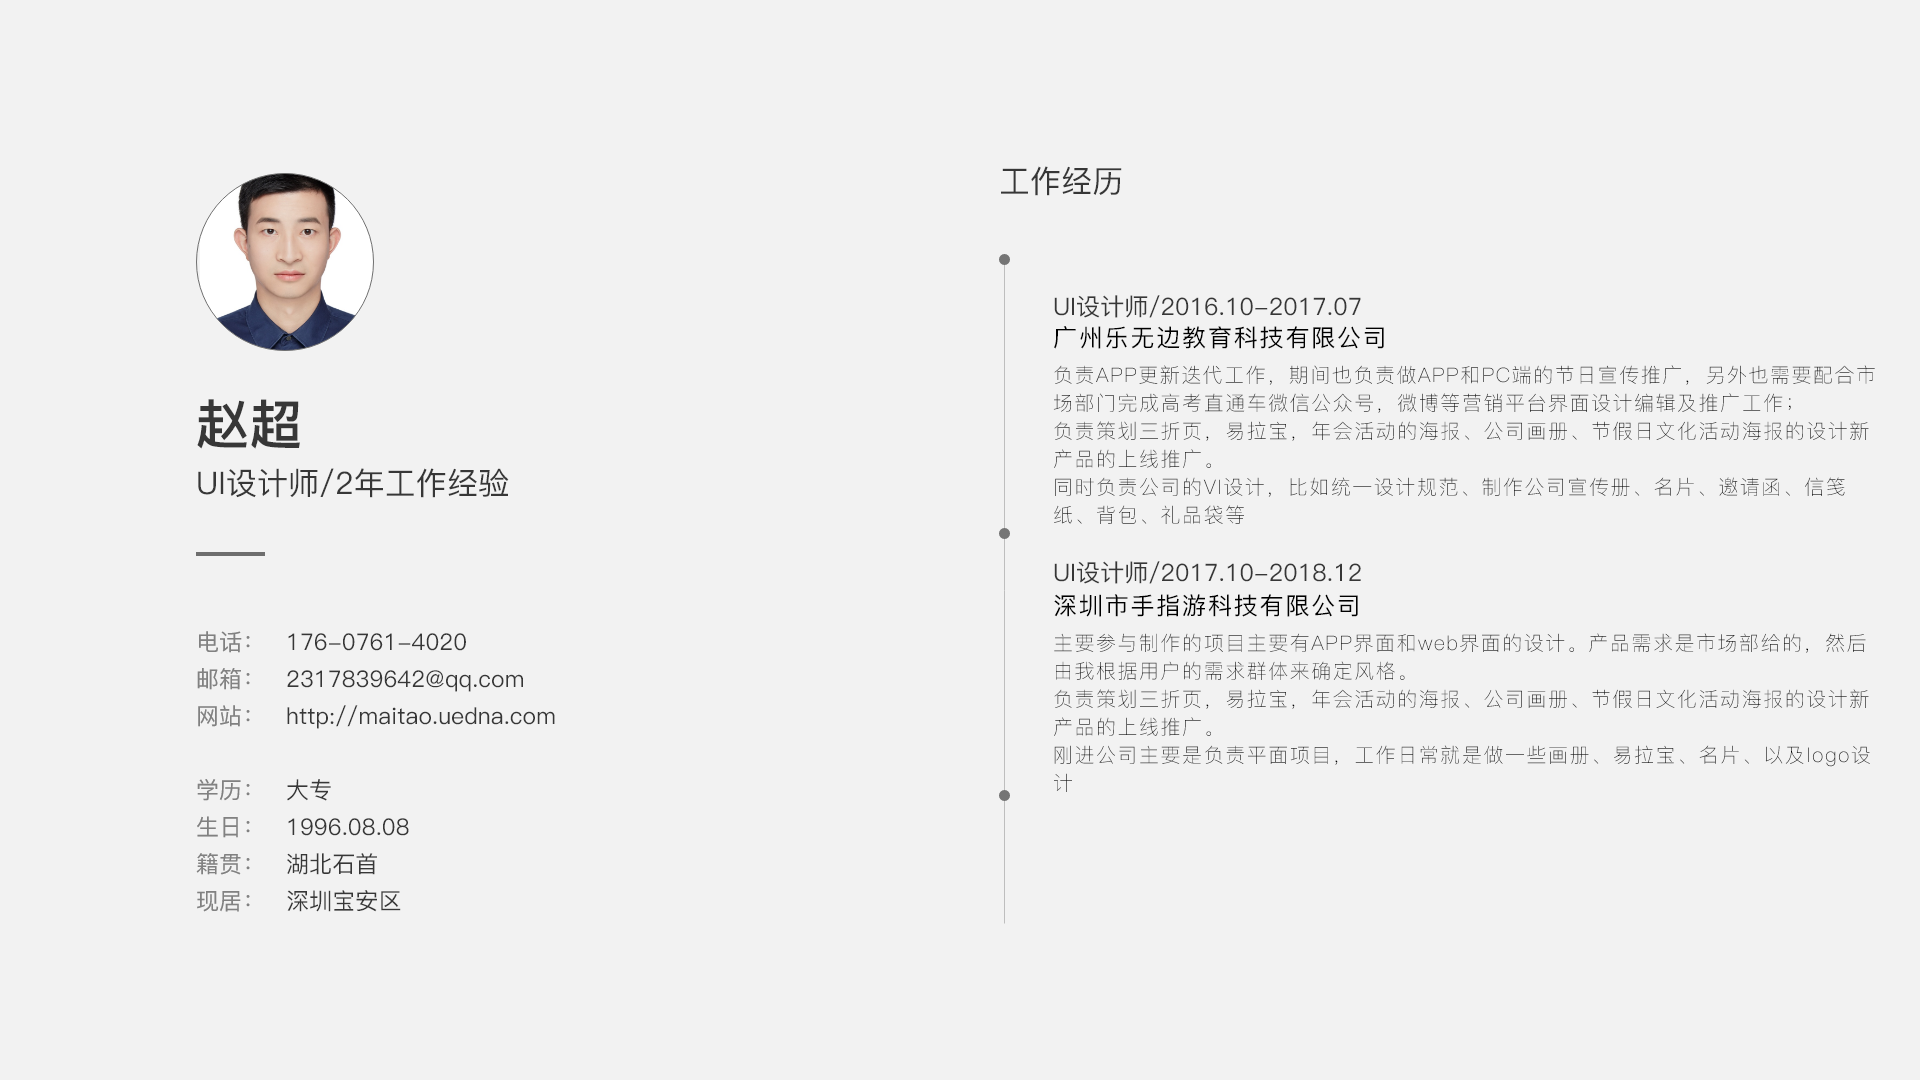 赵超
UI设计师/2年工作经验
电话： 176-0761-4020
邮箱： 2317839642@qq.com
网站： http://maitao.uedna.com
学历： 大专
生日： 1996.08.08
籍贯： 湖北石首
现居： 深圳宝安区
工作经历
UI设计师/2016.10-2017.07
广州乐无边教育科技有限公司
负责APP更新迭代工作，期间也负责做APP和PC端的节日宣传推广，另外也需要配合市
场部门完成高考直通车微信公众号，微博等营销平台界面设计编辑及推广工作；
负责策划三折页，易拉宝，年会活动的海报、公司画册、节假日文化活动海报的设计新
产品的上线推广。
同时负责公司的VI设计，比如统一设计规范、制作公司宣传册、名片、邀请函、信笺
纸、背包、礼品袋等
UI设计师/2017.10-2018.12
深圳市手指游科技有限公司
主要参与制作的项目主要有APP界面和web界面的设计。产品需求是市场部给的，然后
由我根据用户的需求群体来确定风格。
负责策划三折页，易拉宝，年会活动的海报、公司画册、节假日文化活动海报的设计新
产品的上线推广。
刚进公司主要是负责平面项目，工作日常就是做一些画册、易拉宝、名片、以及logo设
计